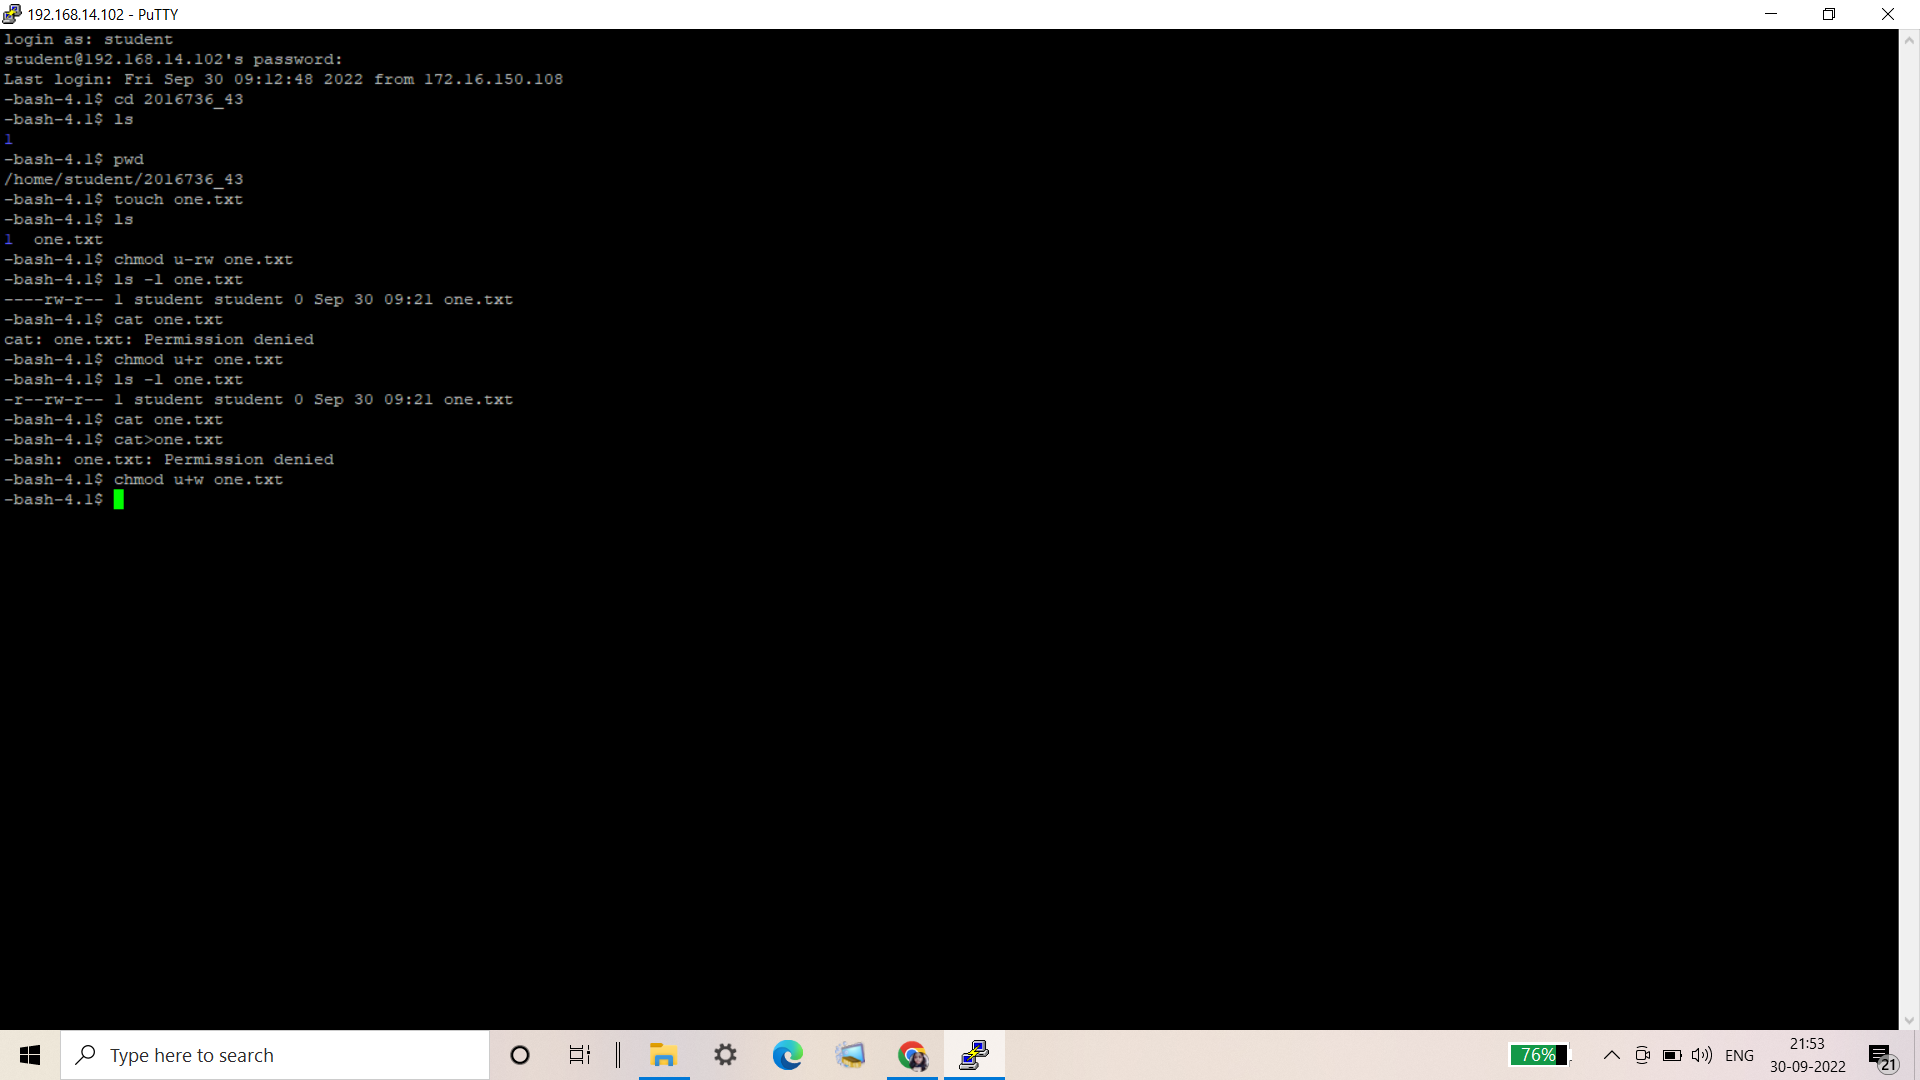 192.168.14.102 - PuTTY
login as: student
student@192.168.14.102's password:
Last login: Fri Sep 30 09:12:48 2022 from 172.16.150.108
-bash-4.1$ cd 2016736_43
-bash-4.1$ ls
1
-bash-4.1$ pwd
/home/student/2016736_43
-bash-4.1$ touch one.txt
-bash-4.1$ ls
1  one.txt
-bash-4.1$ chmod u-rw one.txt
-bash-4.1$ ls -l one.txt
----rw-r-- 1 student student 0 Sep 30 09:21 one.txt
-bash-4.1$ cat one.txt
cat: one.txt: Permission denied
-bash-4.1$ chmod u+r one.txt
-bash-4.1$ ls -l one.txt
-r--rw-r-- 1 student student 0 Sep 30 09:21 one.txt
-bash-4.1$ cat one.txt
-bash-4.1$ cat>one.txt
-bash: one.txt: Permission denied
-bash-4.1$ chmod u+w one.txt
-bash-4.1$
Type here to search
76%
ENG
21:53
30-09-2022
21